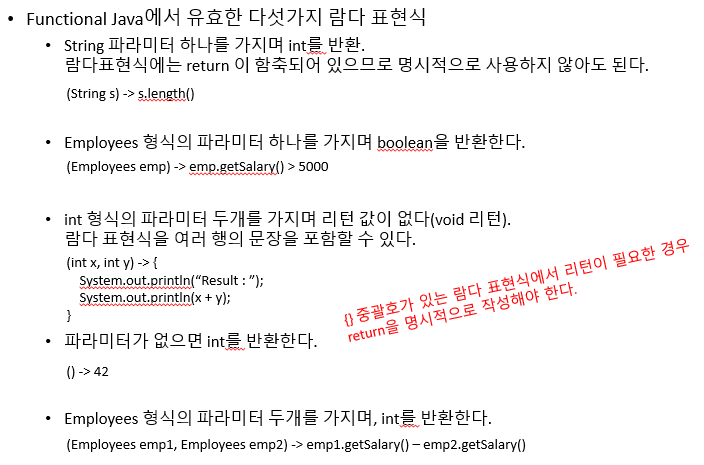 • Functional Java에서 유효한 다섯가지 람다 표현식
• String 파라미터 하나를 가지며 int를 반환.
람다표현식에는 return 이 함축되어 있으므로 명시적으로 사용하지 않아도 된다.
(String s) -> s.length()
• Employees 형식의 파라미터 하나를 가지며 boolean을 반환한다.
(Employees emp) -> emp.getSalary() > 5000
• int 형식의 파라미터 두개를 가지며 리턴 값이 없다(void 리턴).
람다 표현식을 여러 행의 문장을 포함할 수 있다.
(int x, int y) -> {
System.out.println(“Result : ”);
System.out.println(x + y);
}
{} 중괄호가 있는 람다 표현식에서 리턴이 필요한 경우
return을 명시적으로 작성해야 한다.
• 파라미터가 없으면 int를 반환한다.
() -> 42
• Employees 형식의 파라미터 두개를 가지며, int를 반환한다.
(Employees emp1, Employees emp2) -> emp1.getSalary() – emp2.getSalary()